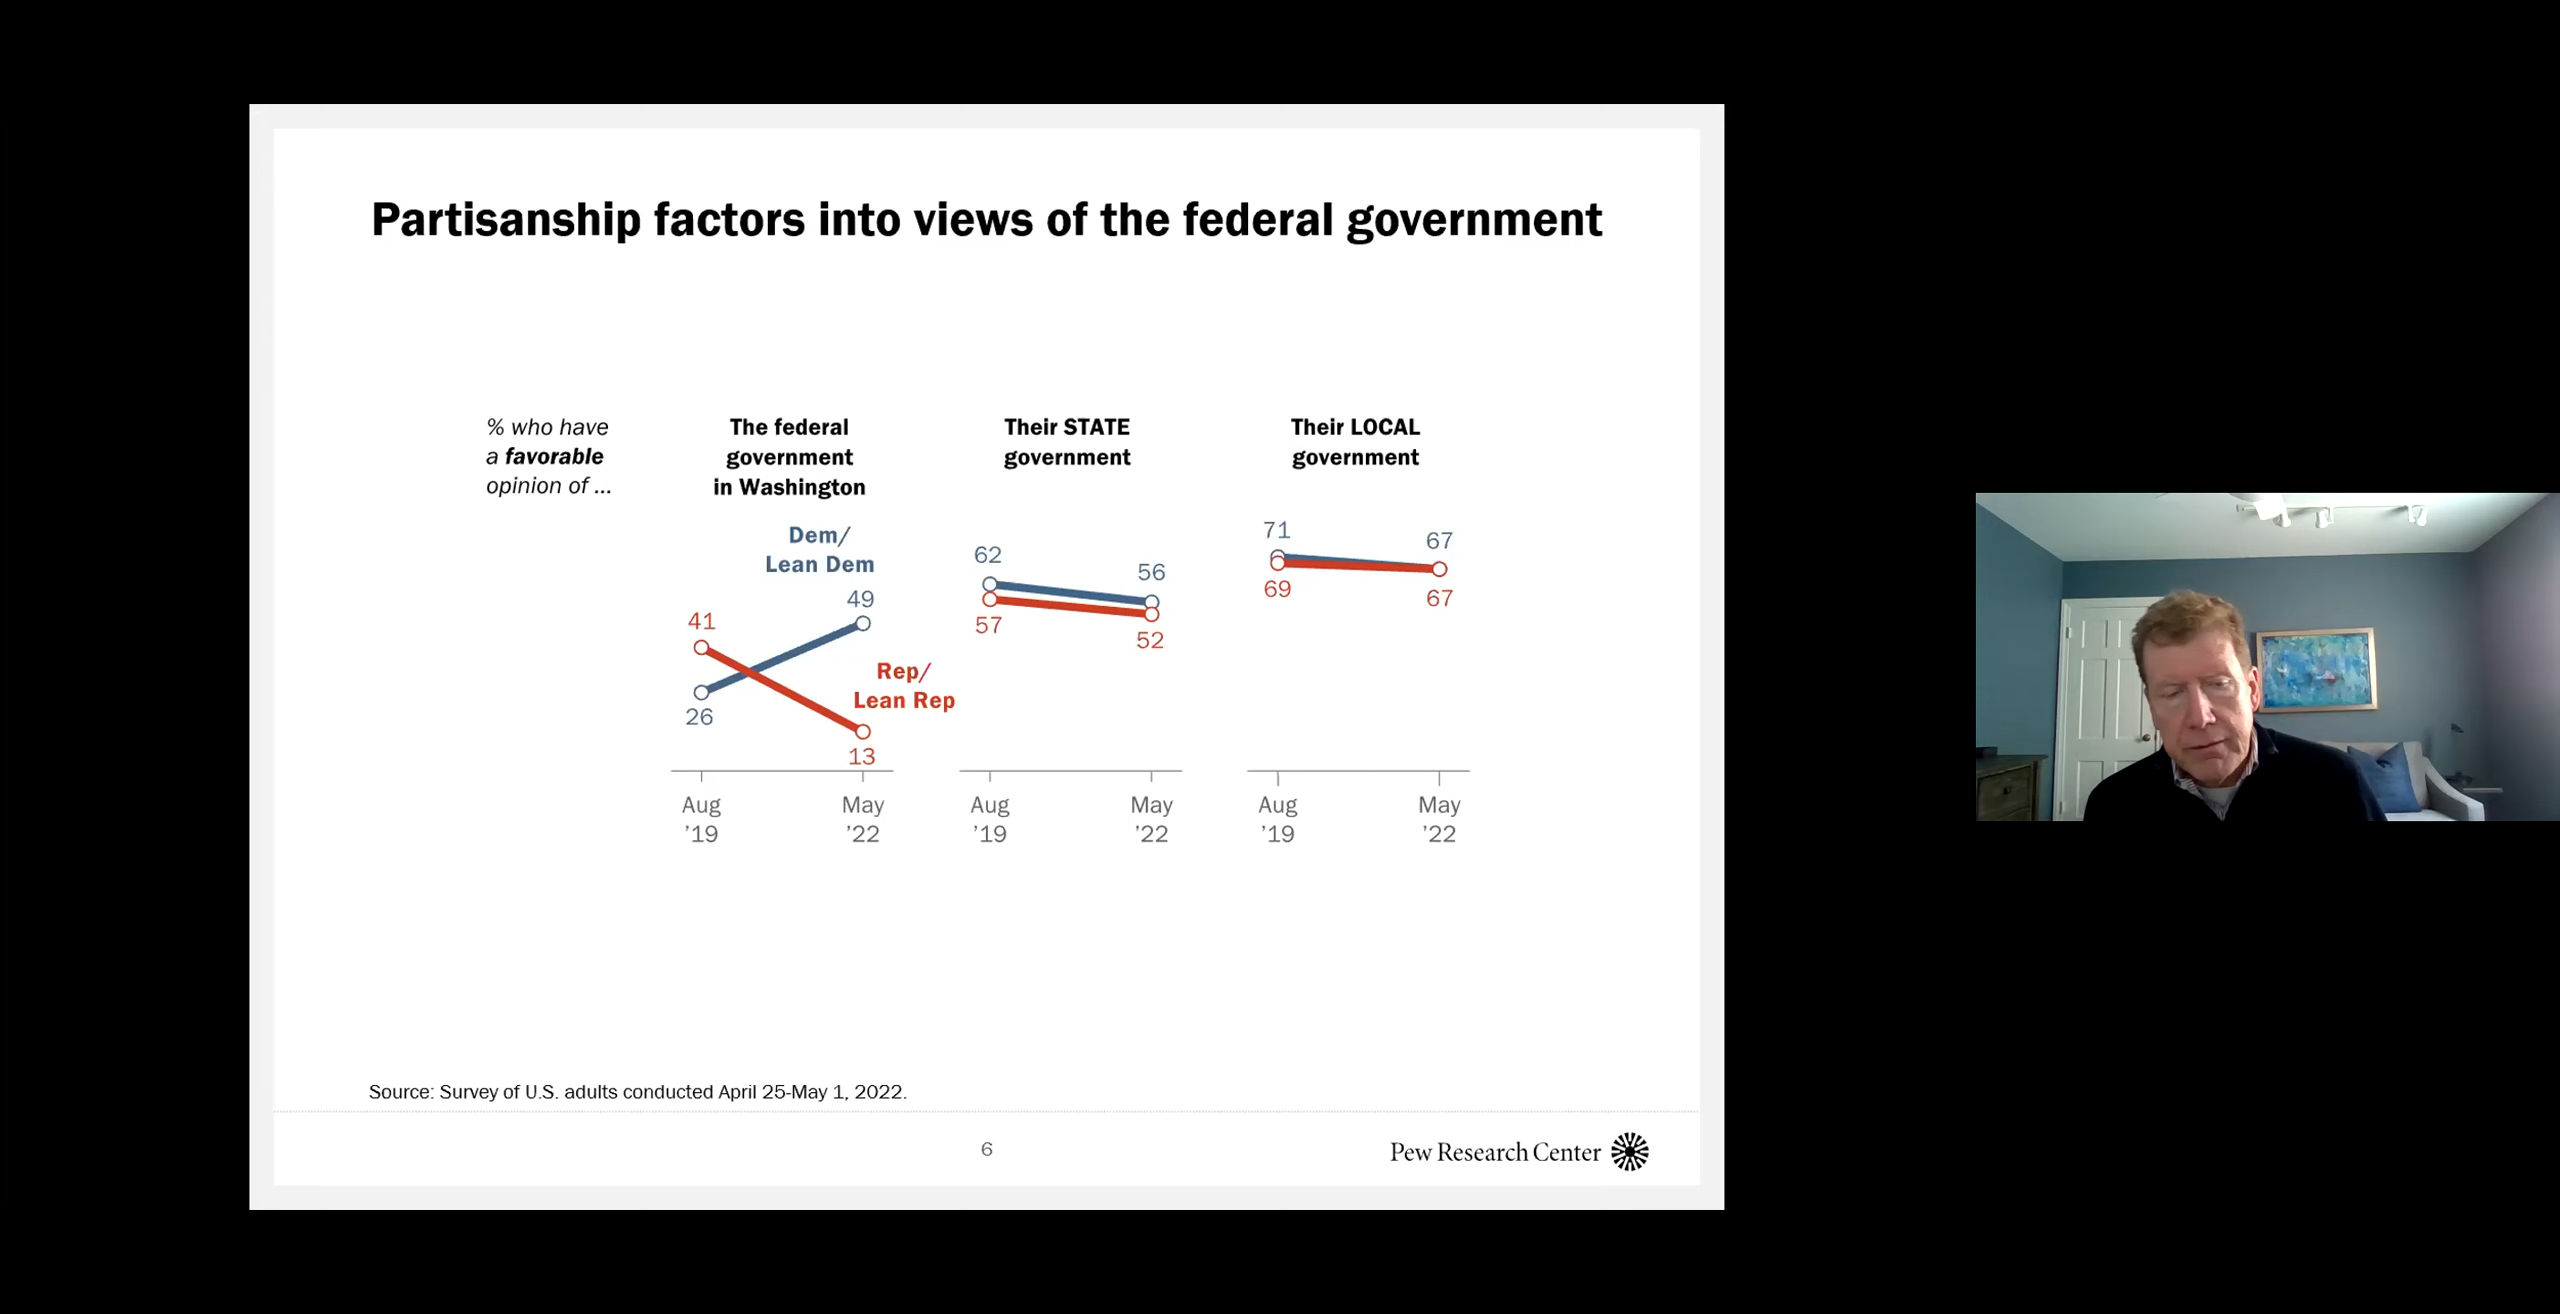 Partisanship factors into views of the federal government
% who have
a favorable
opinion of ...
The federal
government
in Washington
Dem/
Lean Dem
49
41
26
Rep/
Lean Rep
13
Aug
’19
May
’22
Their STATE
government
62
56
57
52
Aug
’19
May
’22
Their LOCAL
government
71
67
69
67
Aug
’19
May
’22
Source: Survey of U.S. adults conducted April 25-May 1, 2022.
6
Pew Research Center